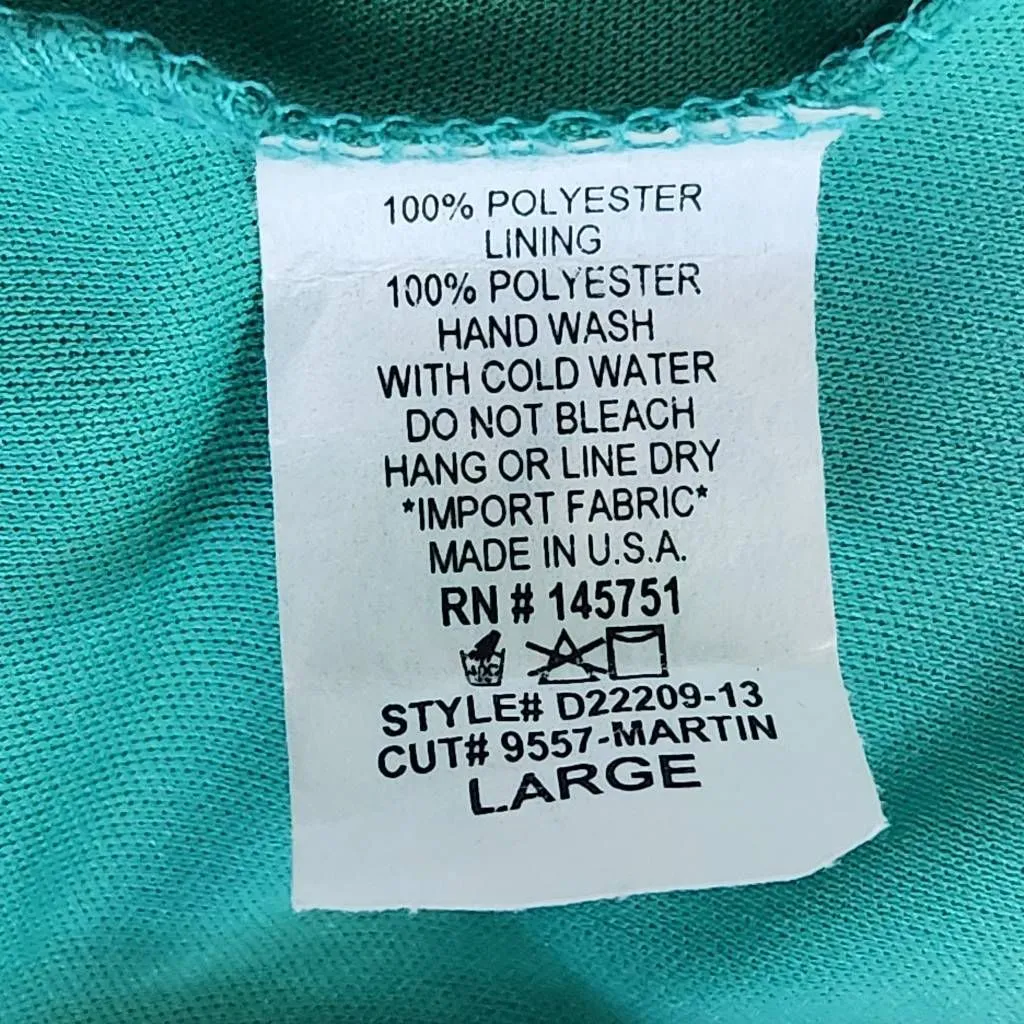 100% POLYESTER
LINING
100% POLYESTER
HAND WASH
WITH COLD WATER
DO NOT BLEACH
HANG OR LINE DRY
*IMPORT FABRIC*
MADE IN U.S.A.
RN # 145751
STYLE# D22209-13
CUT# 9557-MARTIN
LARGE